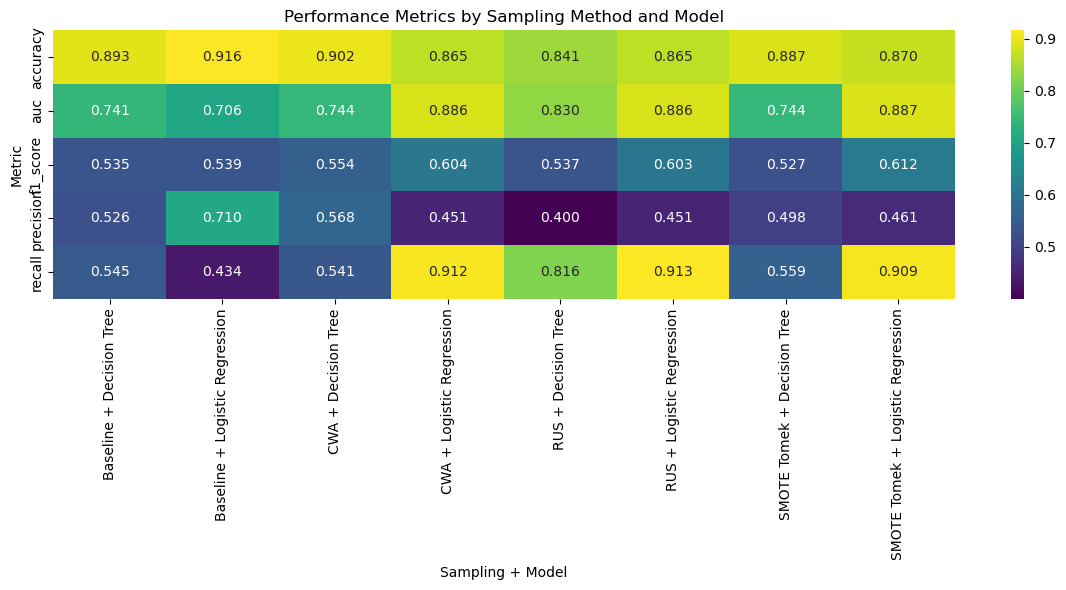 Performance Metrics by Sampling Method and Model
accuracy 0.893 0.916 0.902 0.865 0.841 0.865 0.887 0.870
auc 0.741 0.706 0.744 0.886 0.830 0.886 0.744 0.887
f1_score 0.535 0.539 0.554 0.604 0.537 0.603 0.527 0.612
precision 0.526 0.710 0.568 0.451 0.400 0.451 0.498 0.461
recall 0.545 0.434 0.541 0.912 0.816 0.913 0.559 0.909
Metric
Baseline + Decision Tree
Baseline + Logistic Regression
CWA + Decision Tree
CWA + Logistic Regression
RUS + Decision Tree
RUS + Logistic Regression
SMOTE Tomek + Decision Tree
SMOTE Tomek + Logistic Regression
Sampling + Model
0.9
0.8
0.7
0.6
0.5